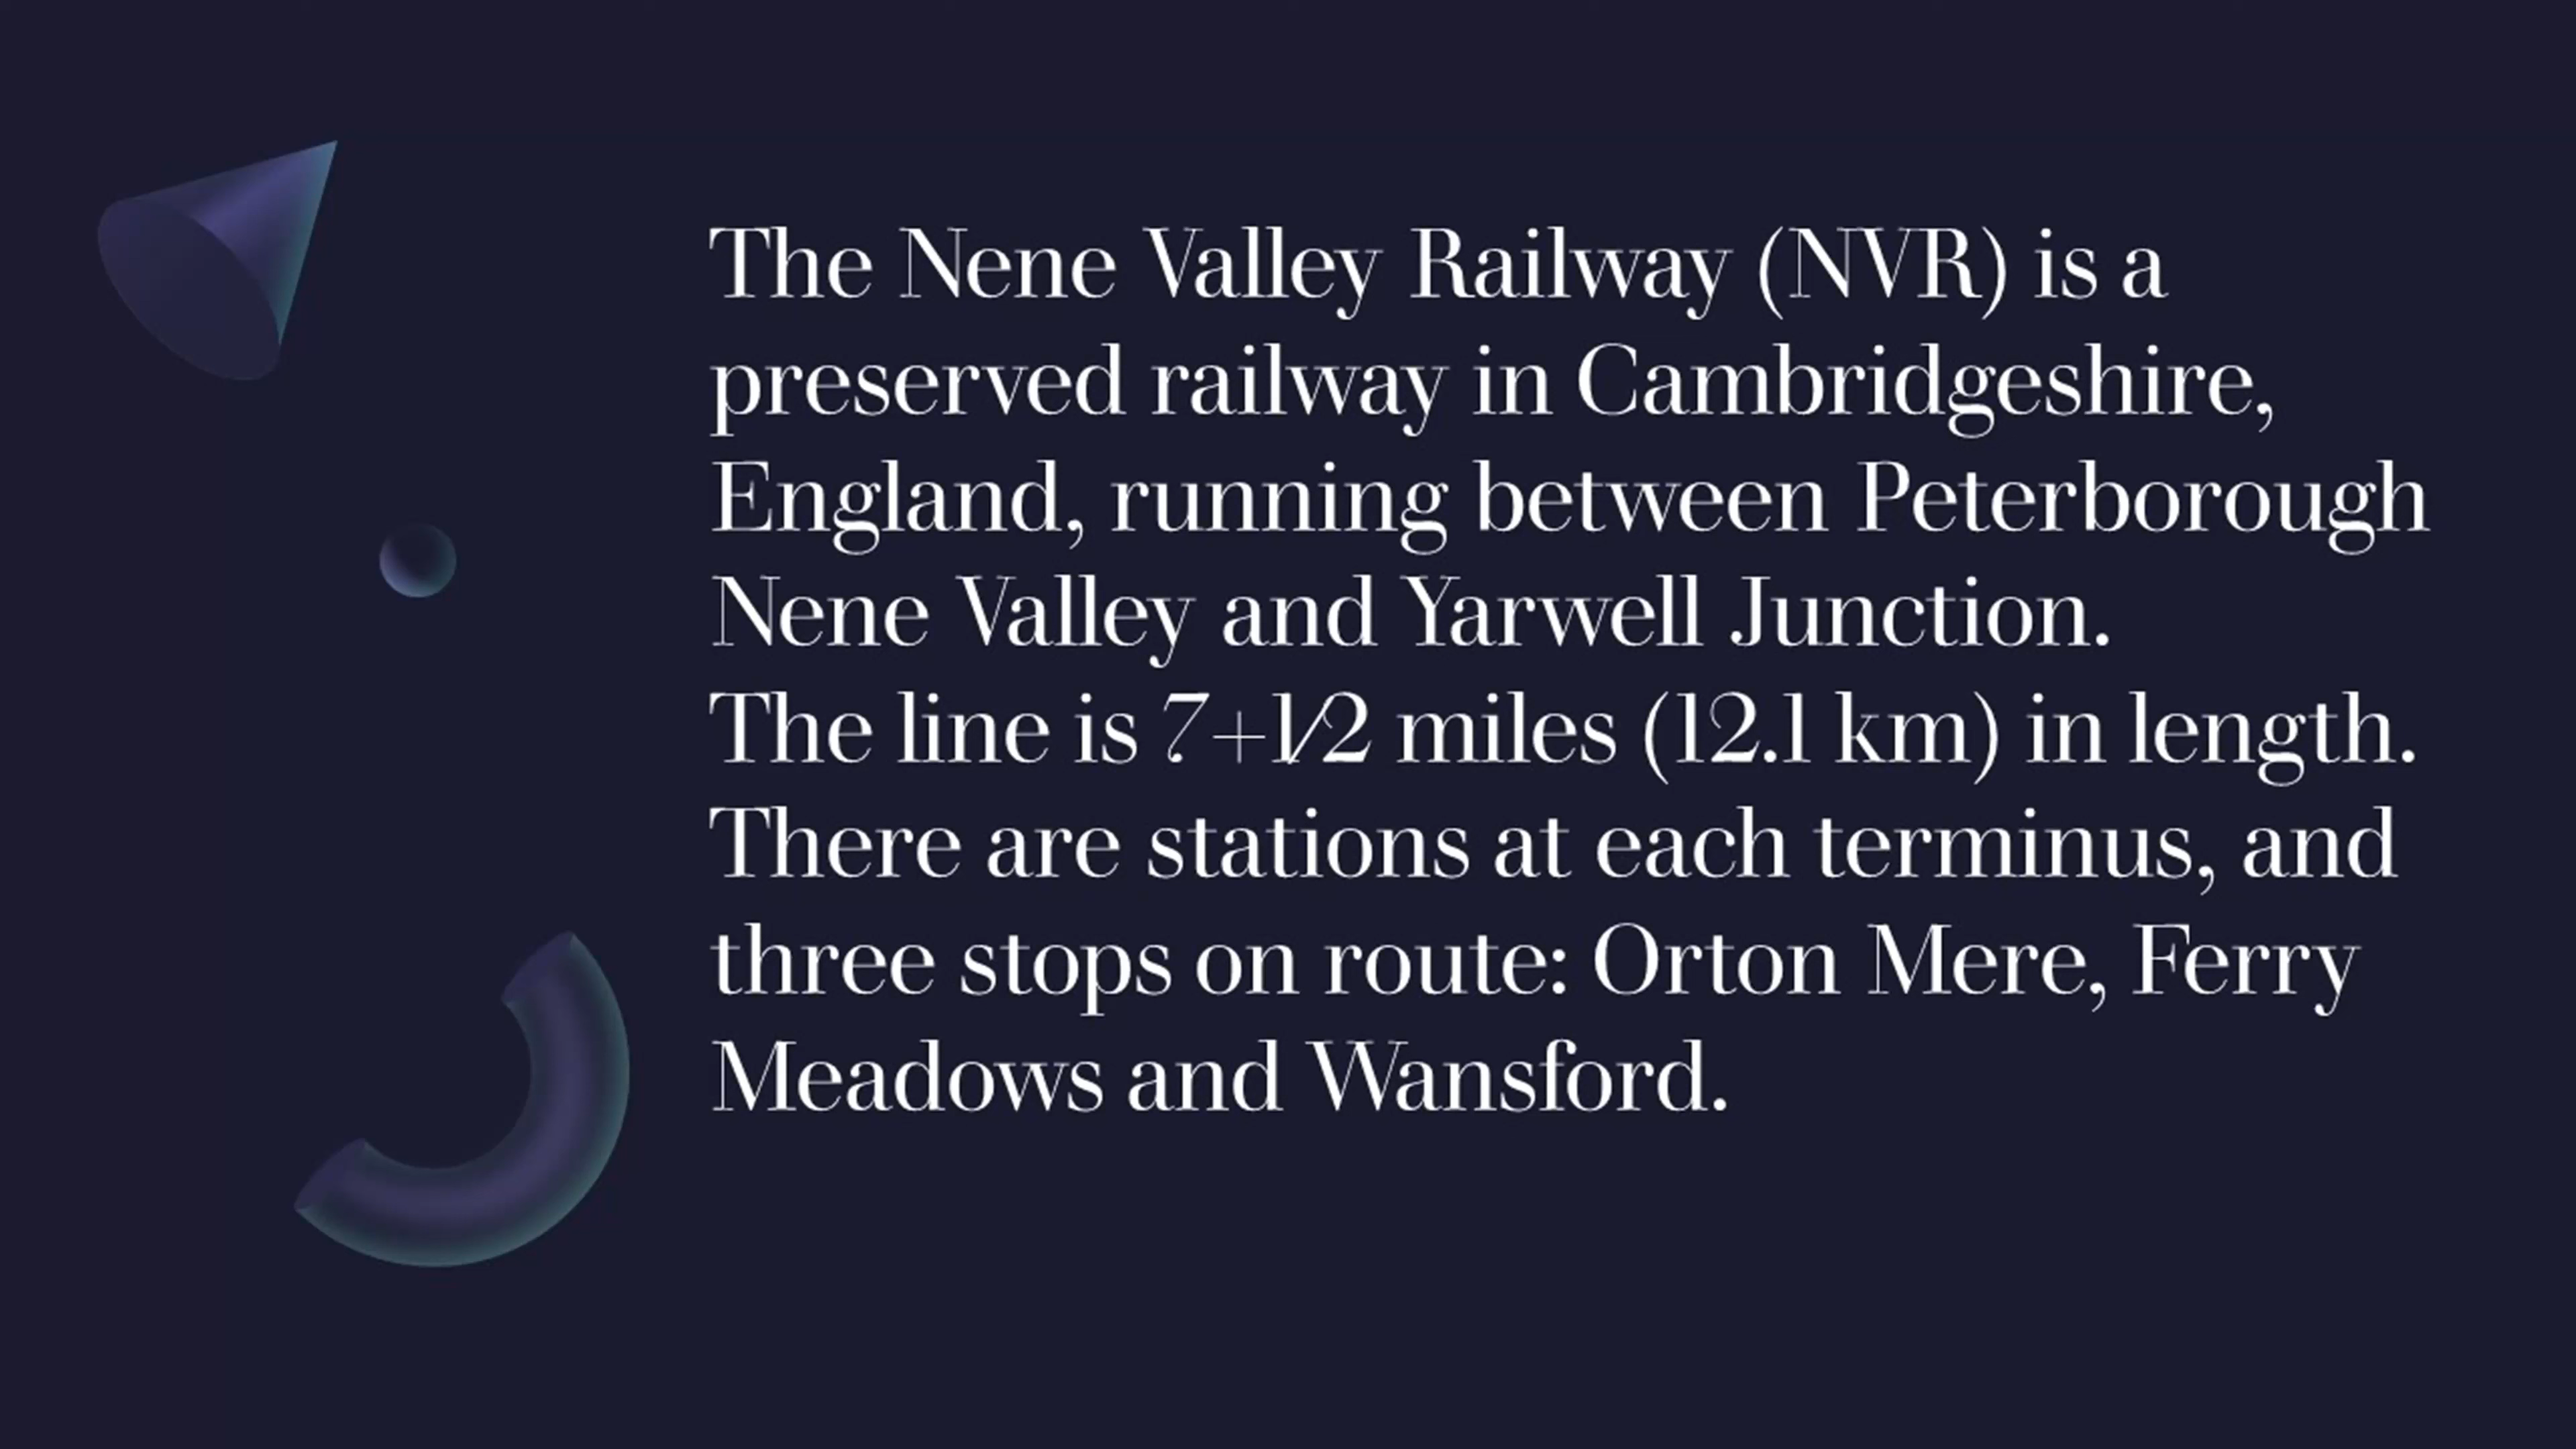 The Nene Valley Railway (NVR) is a
preserved railway in Cambridgeshire,
England, running between Peterborough
Nene Valley and Yarwell Junction.
The line is 7+1⁄2 miles (12.1 km) in length.
There are stations at each terminus, and
three stops on route: Orton Mere, Ferry
Meadows and Wansford.